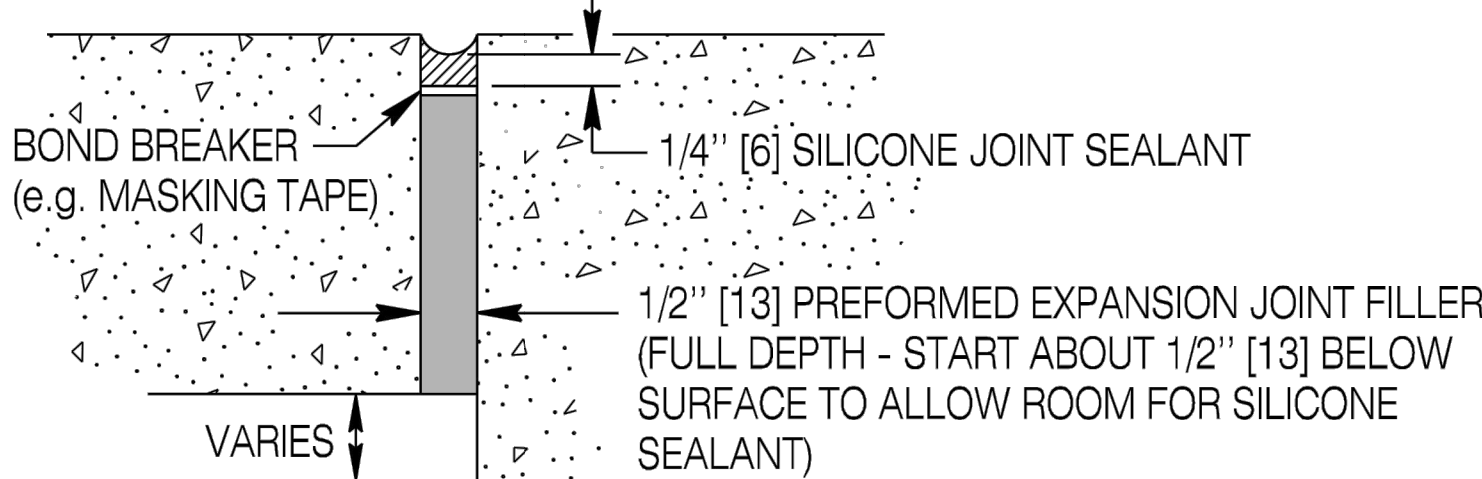 BOND BREAKER
(e.g. MASKING TAPE)
1/4'' [6] SILICONE JOINT SEALANT
1/2'' [13] PREFORMED EXPANSION JOINT FILLER
(FULL DEPTH - START ABOUT 1/2'' [13] BELOW
SURFACE TO ALLOW ROOM FOR SILICONE
SEALANT)
VARIES